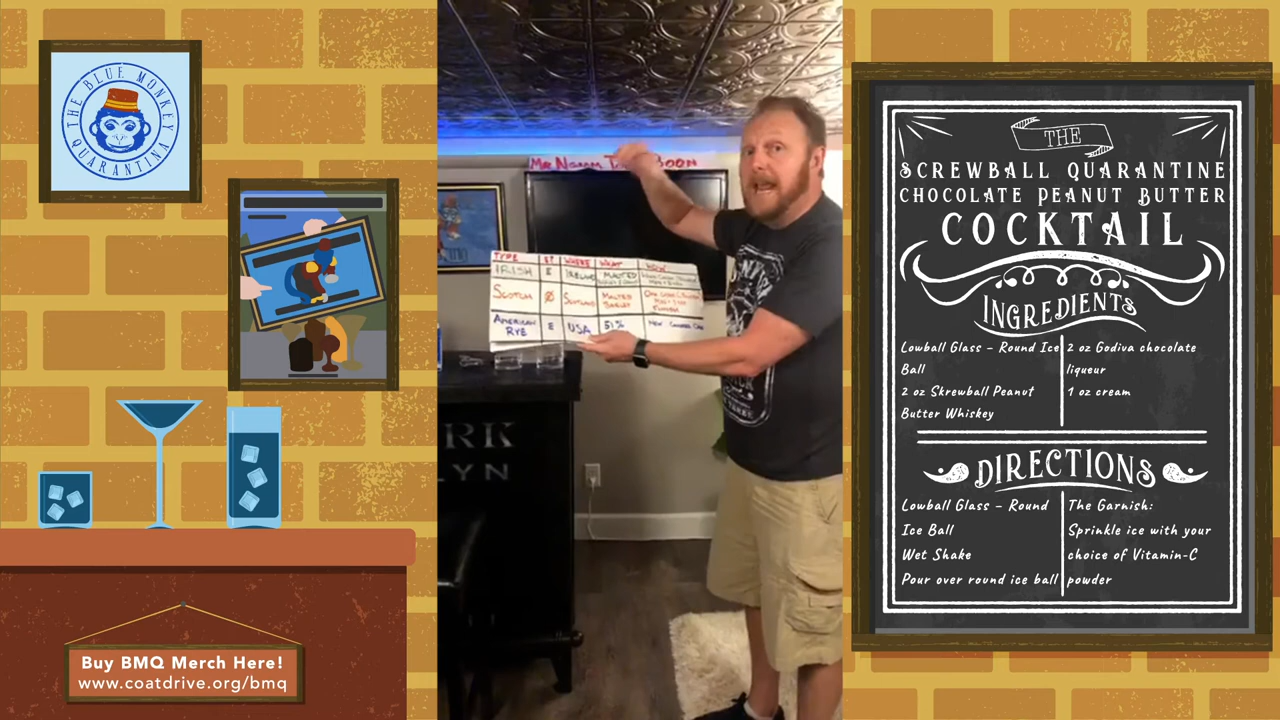 THE BLUE MONKEY
QUARANTINA
Buy BMQ Merch Here!
www.coatdrive.org/bmq
TYPE ST. WHERE WHAT
IRISH E IRELAND MALTED
SCOTCH Ø SCOTLAND MALTED
BARLEY
AMERICAN
RYE E USA 51%
RK
LYN
THE
SCREWBALL QUARANTINE
CHOCOLATE PEANUT BUTTER
COCKTAIL
INGREDIENTS
Lowball Glass – Round Ice
Ball
2 oz Skrewball Peanut
Butter Whiskey
2 oz Godiva chocolate
liqueur
1 oz cream
DIRECTIONS
Lowball Glass – Round
Ice Ball
Wet Shake
Pour over round ice ball
The Garnish:
Sprinkle ice with your
choice of Vitamin-C
powder